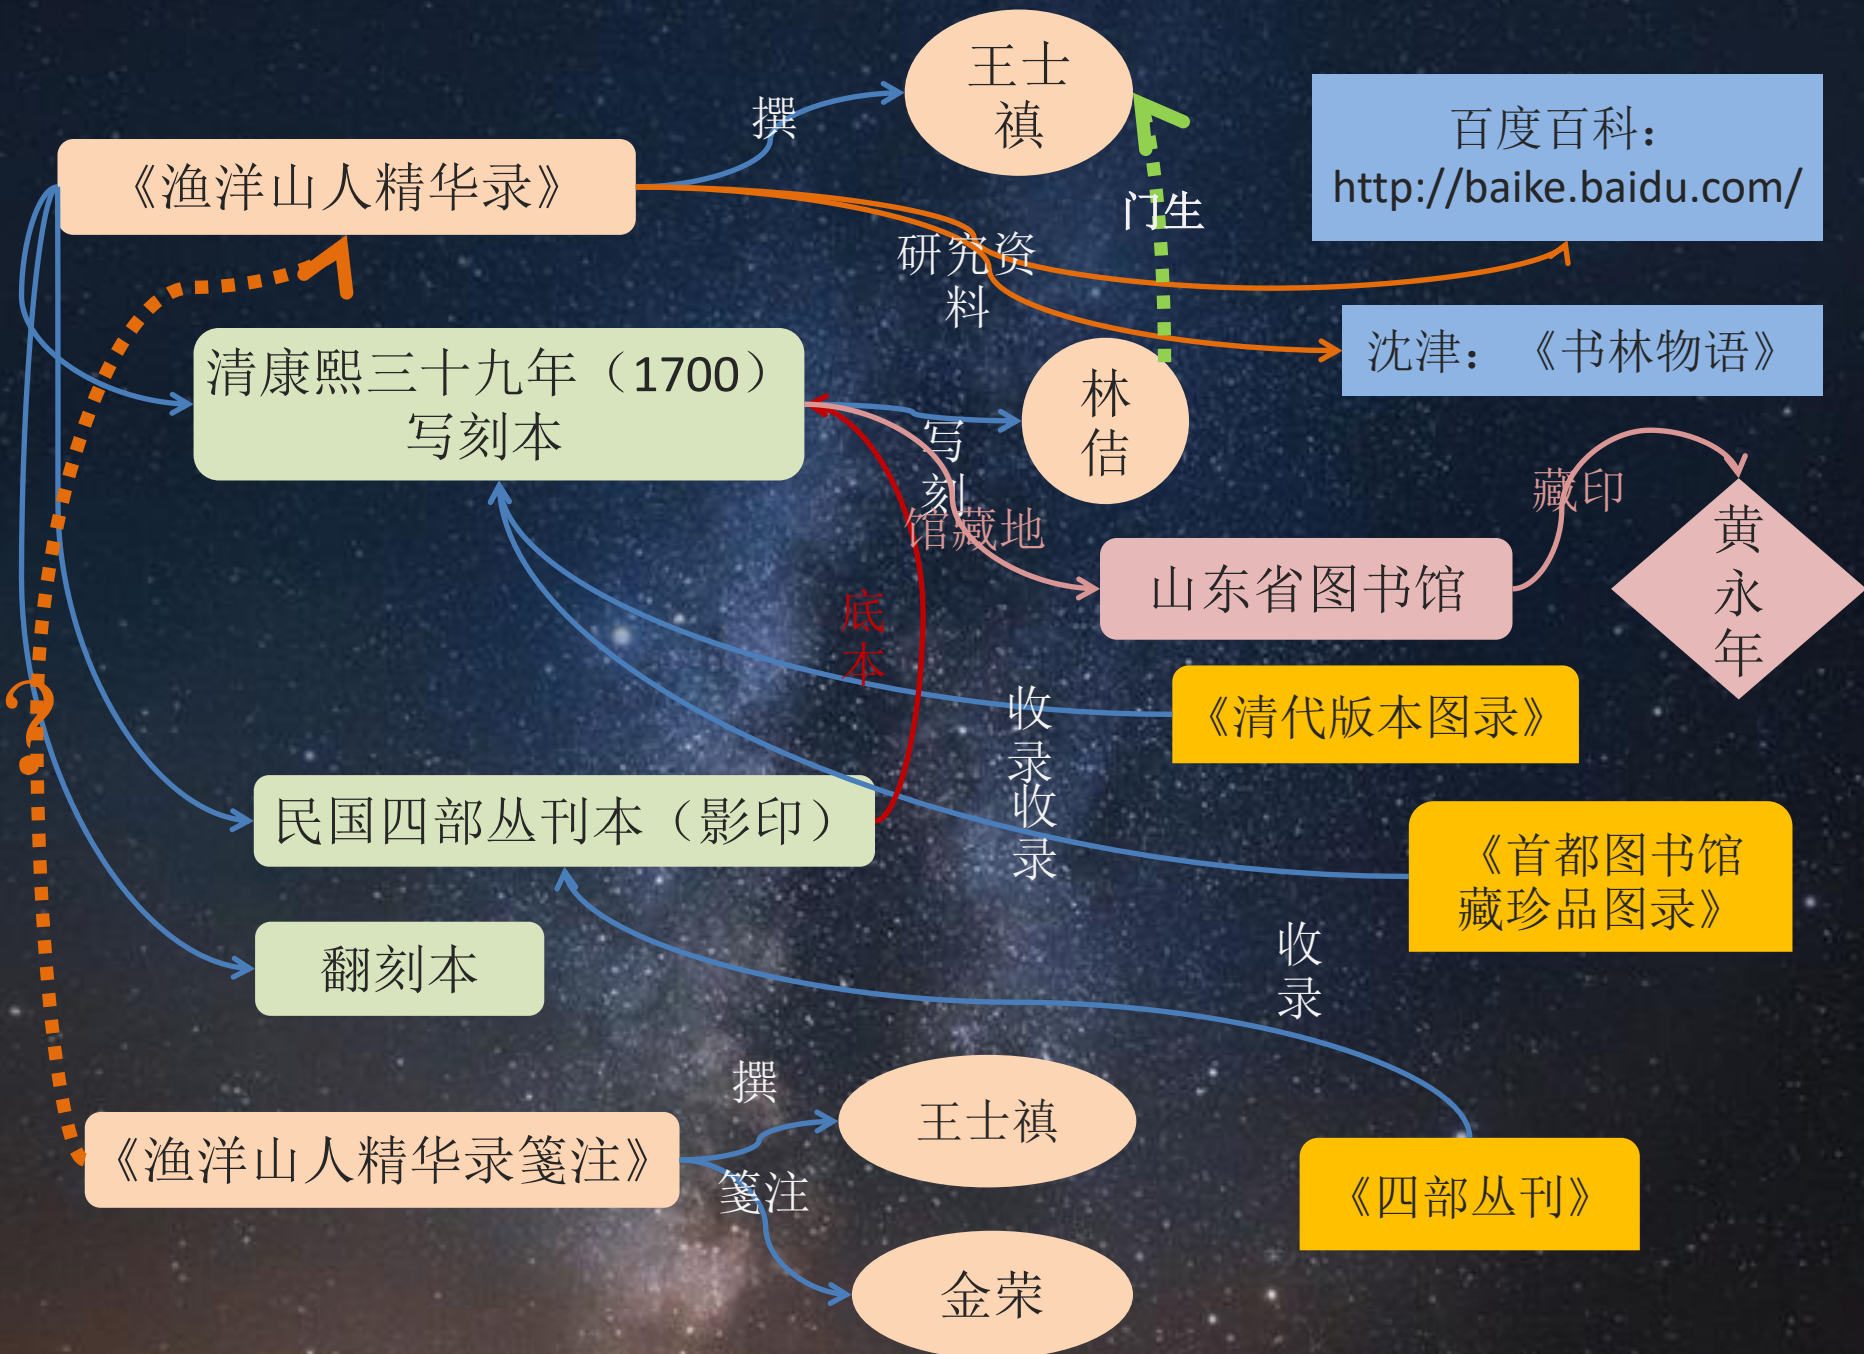 王士
禛
撰
百度百科：
http://baike.baidu.com/
《渔洋山人精华录》
门生
研究资
料
清康熙三十九年（1700）
写刻本
沈津：《书林物语》
林
佶
写
刻
馆藏地
藏印
黄
永
年
山东省图书馆
底
本
？
收
录
《清代版本图录》
民国四部丛刊本（影印）
收
录
《首都图书馆
藏珍品图录》
翻刻本
收
录
撰
王士禛
《渔洋山人精华录笺注》
笺注
《四部丛刊》
金荣